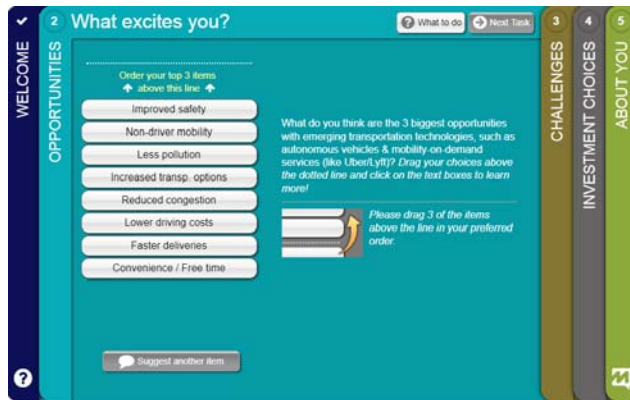 WELCOME
?
2
OPPORTUNITIES
What excites you?
? What to do
Next Task
Order your top 3 items
above this line
Improved safety
Non-driver mobility
Less pollution
Increased transp. options
Reduced congestion
Lower driving costs
Faster deliveries
Convenience / Free time
Suggest another item
What do you think are the 3 biggest opportunities
with emerging transportation technologies, such as
autonomous vehicles & mobility-on-demand
services (like Uber/Lyft)? Drag your choices above
the dotted line and click on the text boxes to learn
more!
Please drag 3 of the items
above the line in your preferred
order.
3
CHALLENGES
4
INVESTMENT CHOICES
5
ABOUT YOU